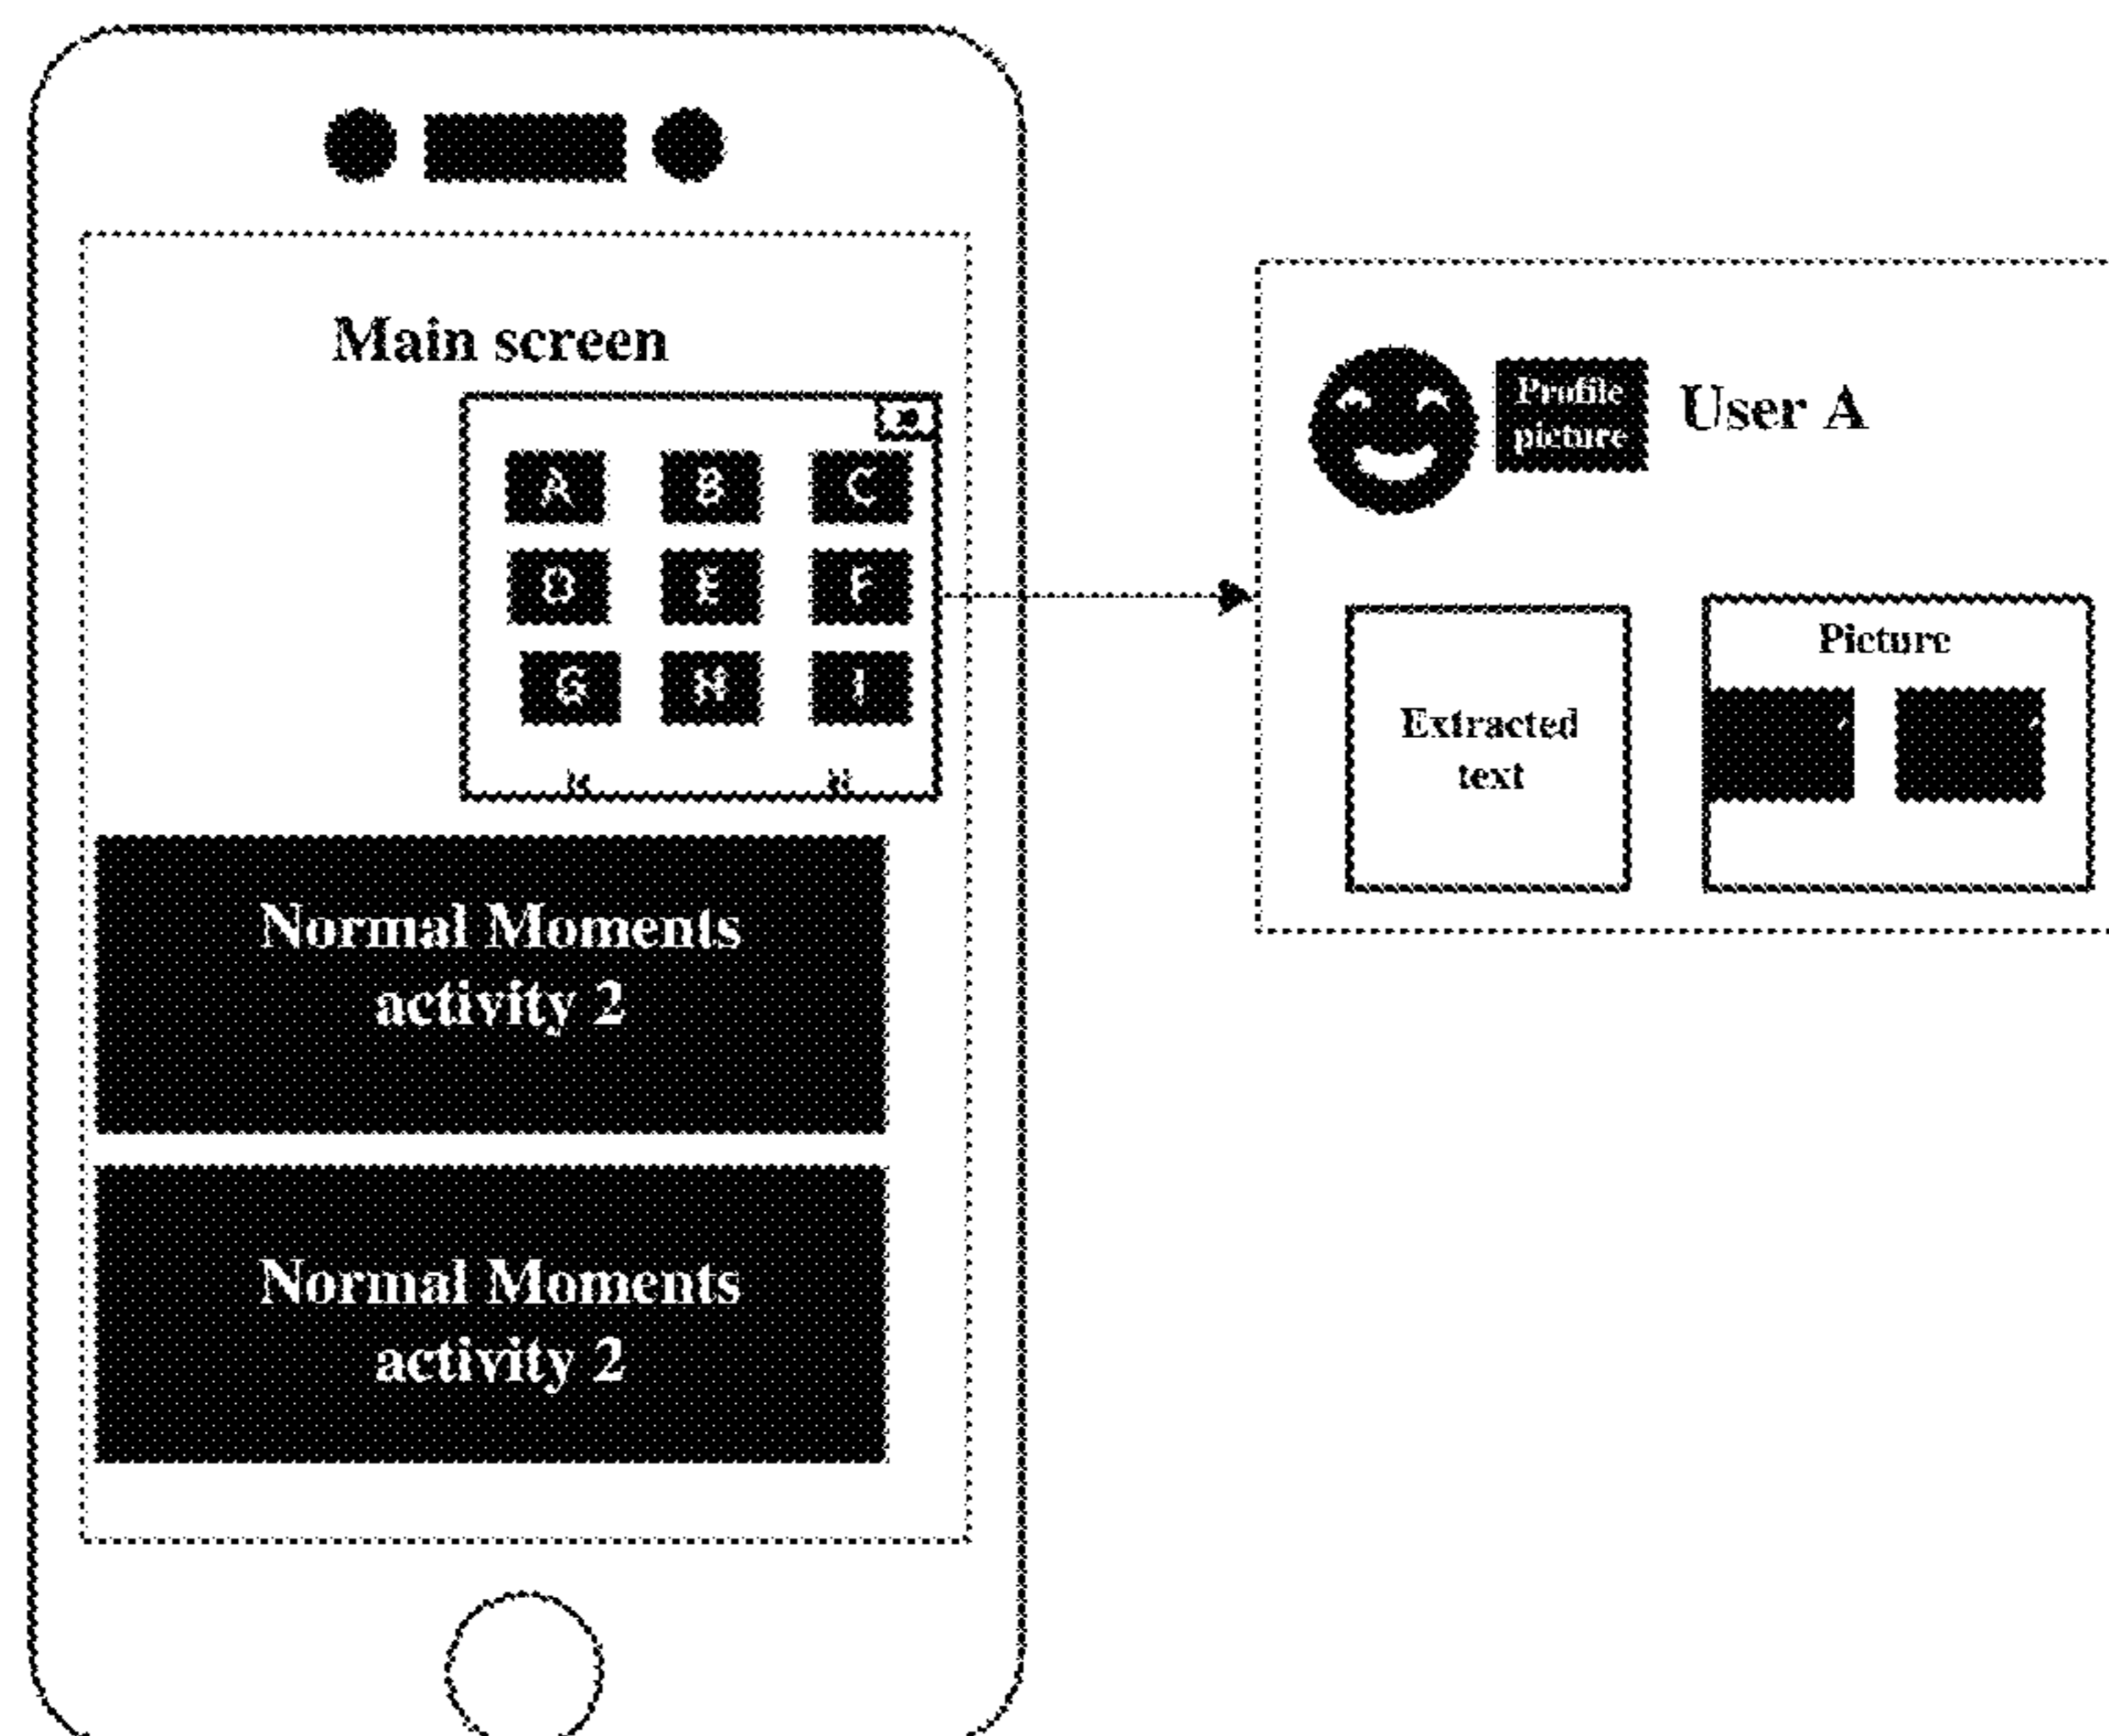 Main screen
A B C
D E F
G H I
Normal Moments
activity 2
Normal Moments
activity 2
Profile
picture
User A
Extracted
text
Picture